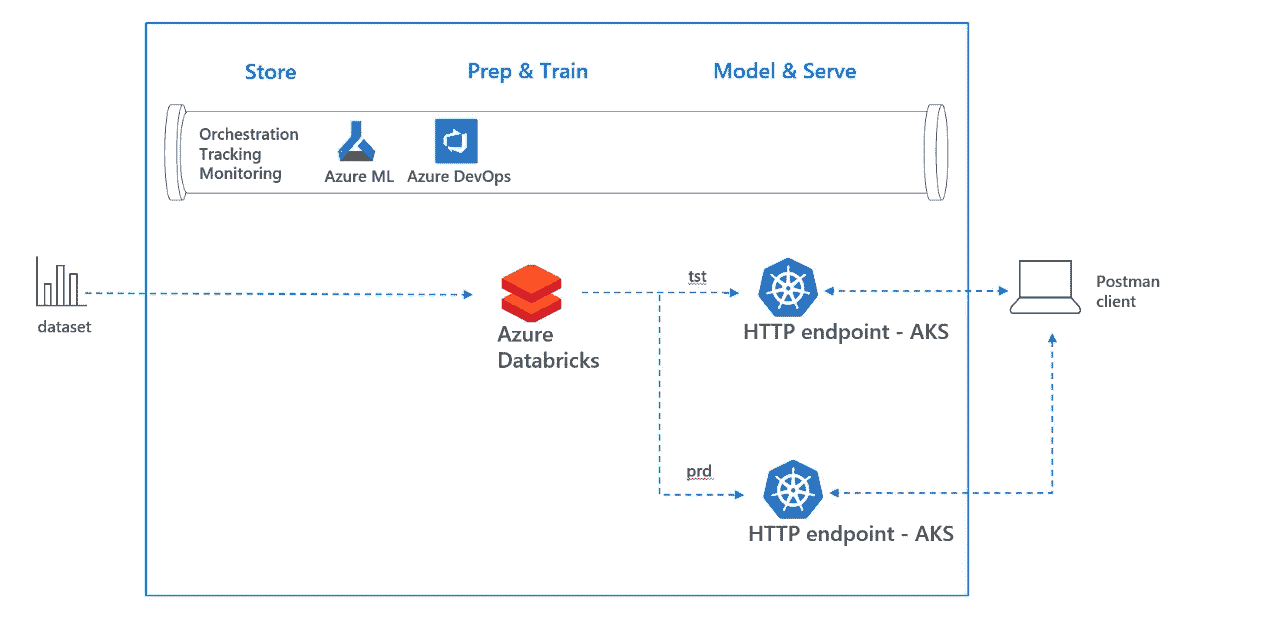 Store
Prep & Train
Model & Serve
Orchestration
Tracking
Monitoring
Azure ML
Azure DevOps
dataset
Azure
Databricks
tst
HTTP endpoint - AKS
Postman
client
prd
HTTP endpoint - AKS